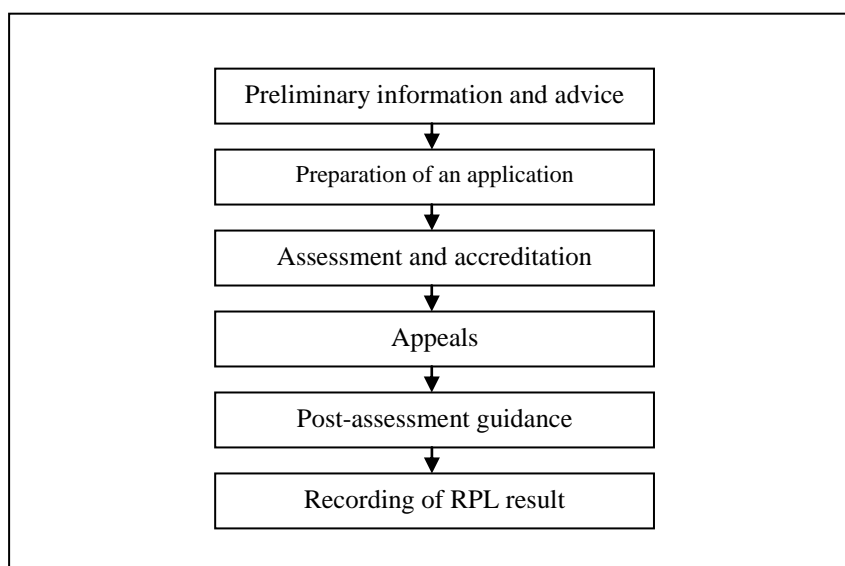 Preliminary information and advice
Preparation of an application
Assessment and accreditation
Appeals
Post-assessment guidance
Recording of RPL result